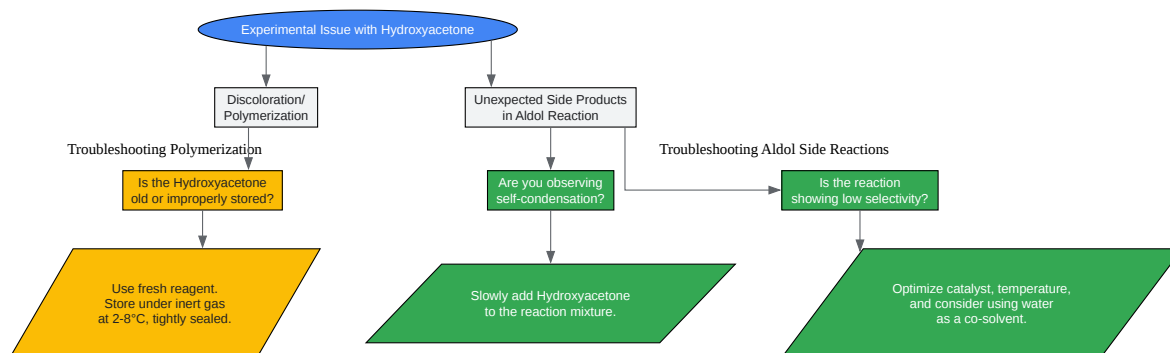 Experimental Issue with Hydroxyacetone
Discoloration/
Polymerization
Unexpected Side Products
in Aldol Reaction
Troubleshooting Polymerization
Troubleshooting Aldol Side Reactions
Is the Hydroxyacetone
old or improperly stored?
Are you observing
self-condensation?
Is the reaction
showing low selectivity?
Use fresh reagent.
Store under inert gas
at 2-8°C, tightly sealed.
Slowly add Hydroxyacetone
to the reaction mixture.
Optimize catalyst, temperature,
and consider using water
as a co-solvent.